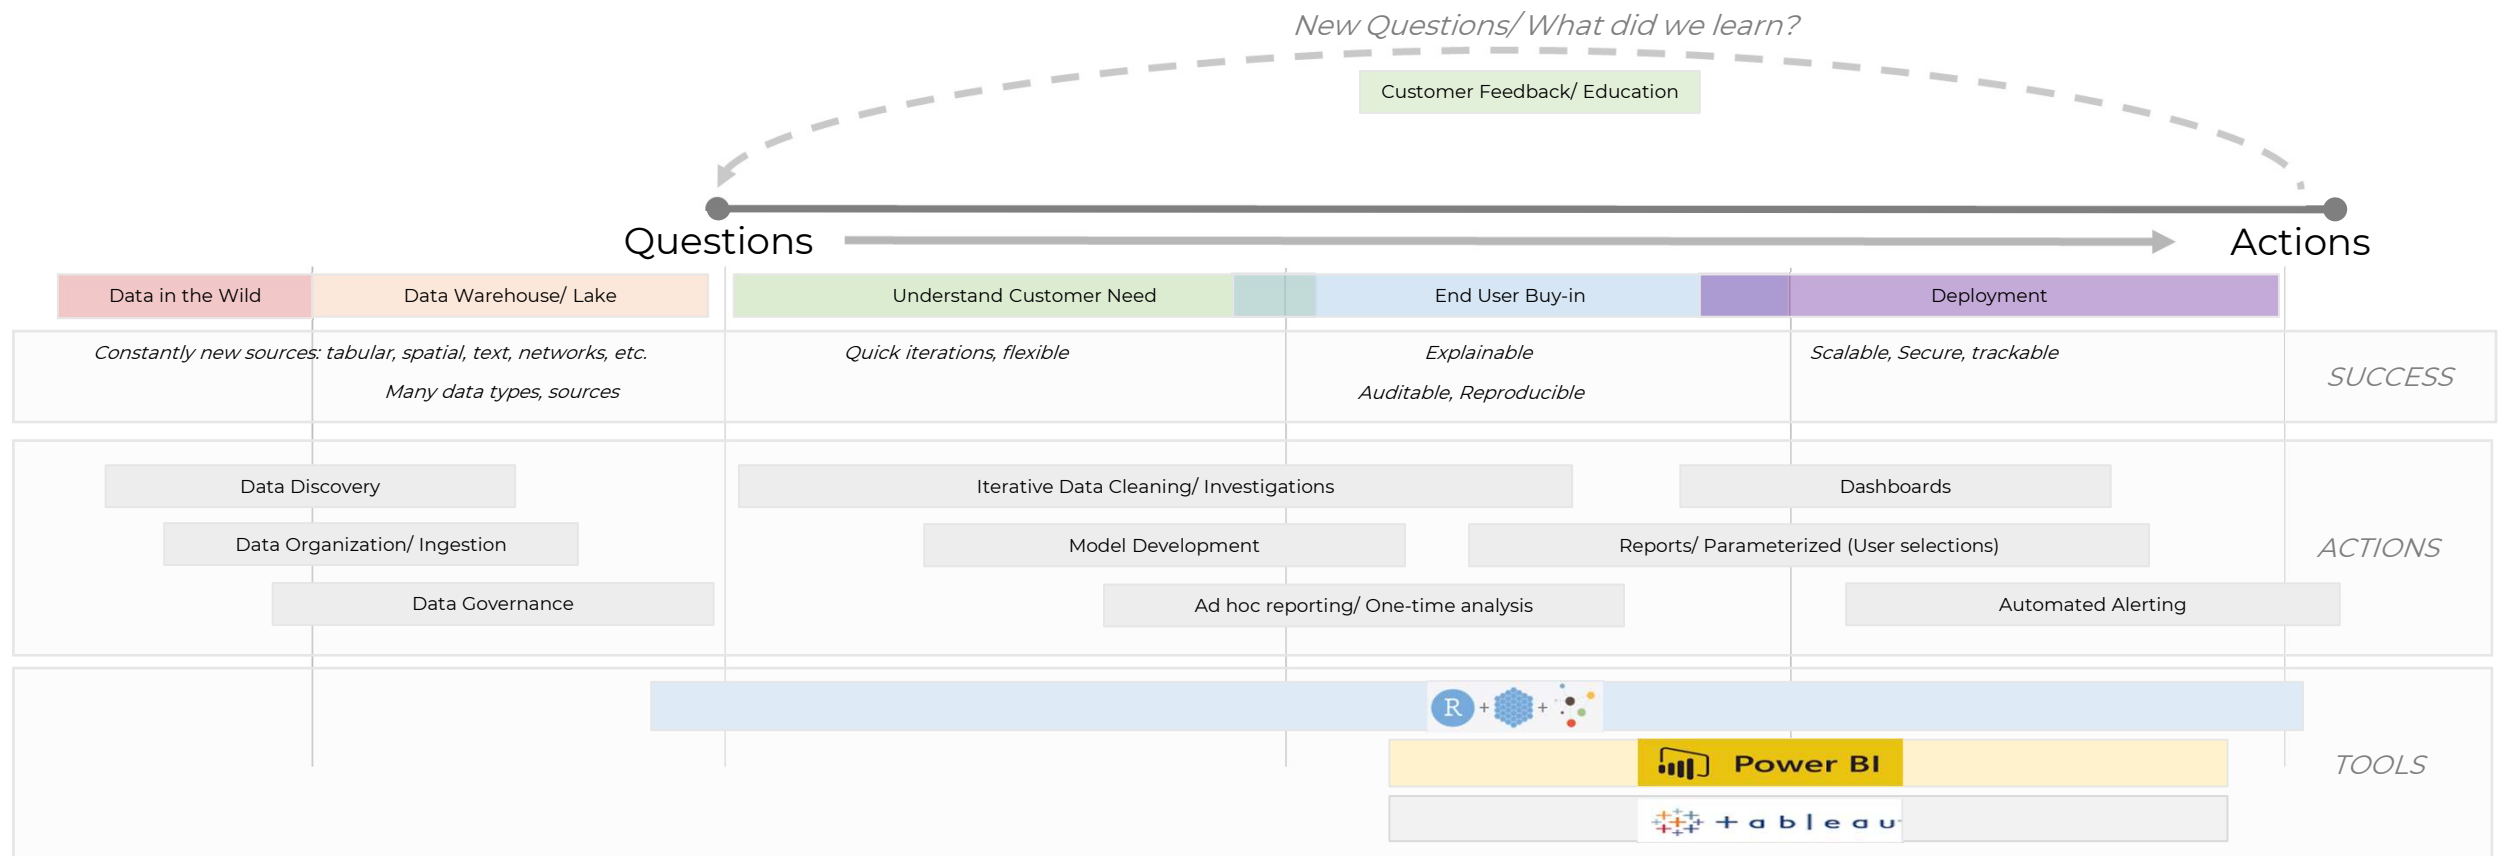 New Questions/ What did we learn?
Customer Feedback/ Education
Questions
Actions
Data in the Wild
Data Warehouse/ Lake
Understand Customer Need
End User Buy-in
Deployment
Constantly new sources: tabular, spatial, text, networks, etc.
Quick iterations, flexible
Explainable
Scalable, Secure, trackable
SUCCESS
Many data types, sources
Auditable, Reproducible
Data Discovery
Iterative Data Cleaning/ Investigations
Dashboards
Data Organization/ Ingestion
Model Development
Reports/ Parameterized (User selections)
ACTIONS
Data Governance
Ad hoc reporting/ One-time analysis
Automated Alerting
R + +
Power BI
TOOLS
+ableau